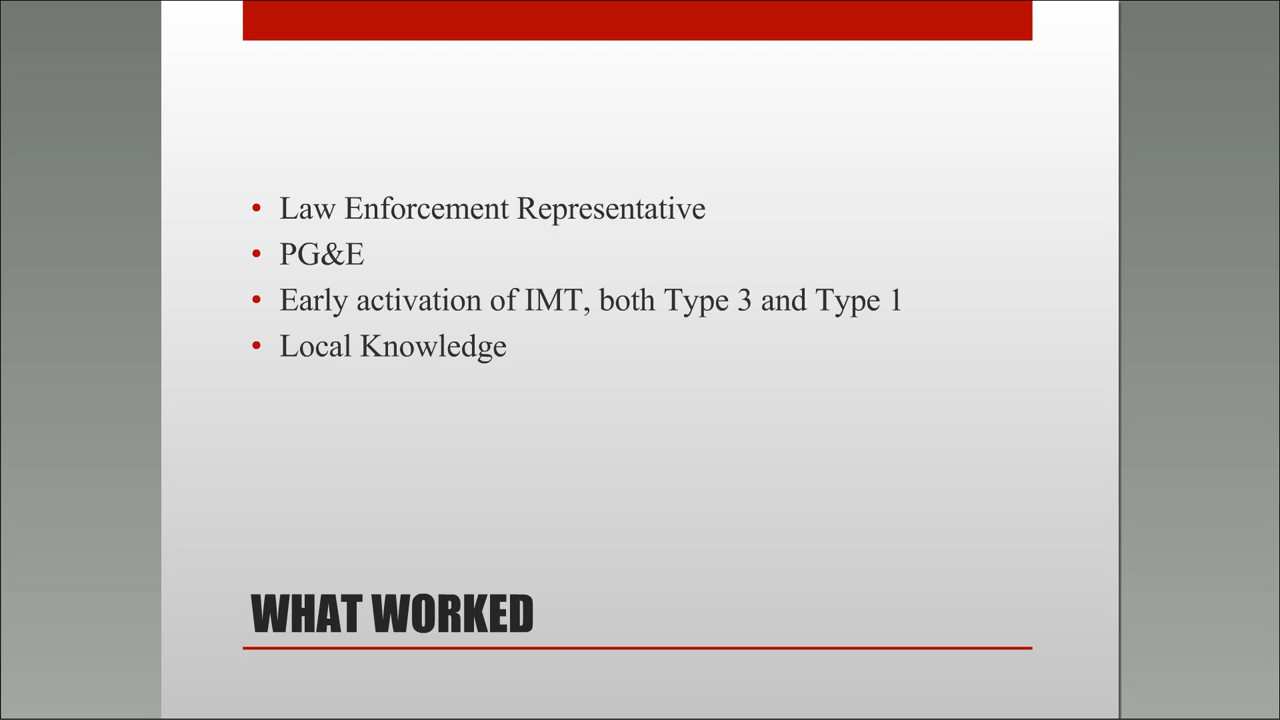 • Law Enforcement Representative
• PG&E
• Early activation of IMT, both Type 3 and Type 1
• Local Knowledge
WHAT WORKED